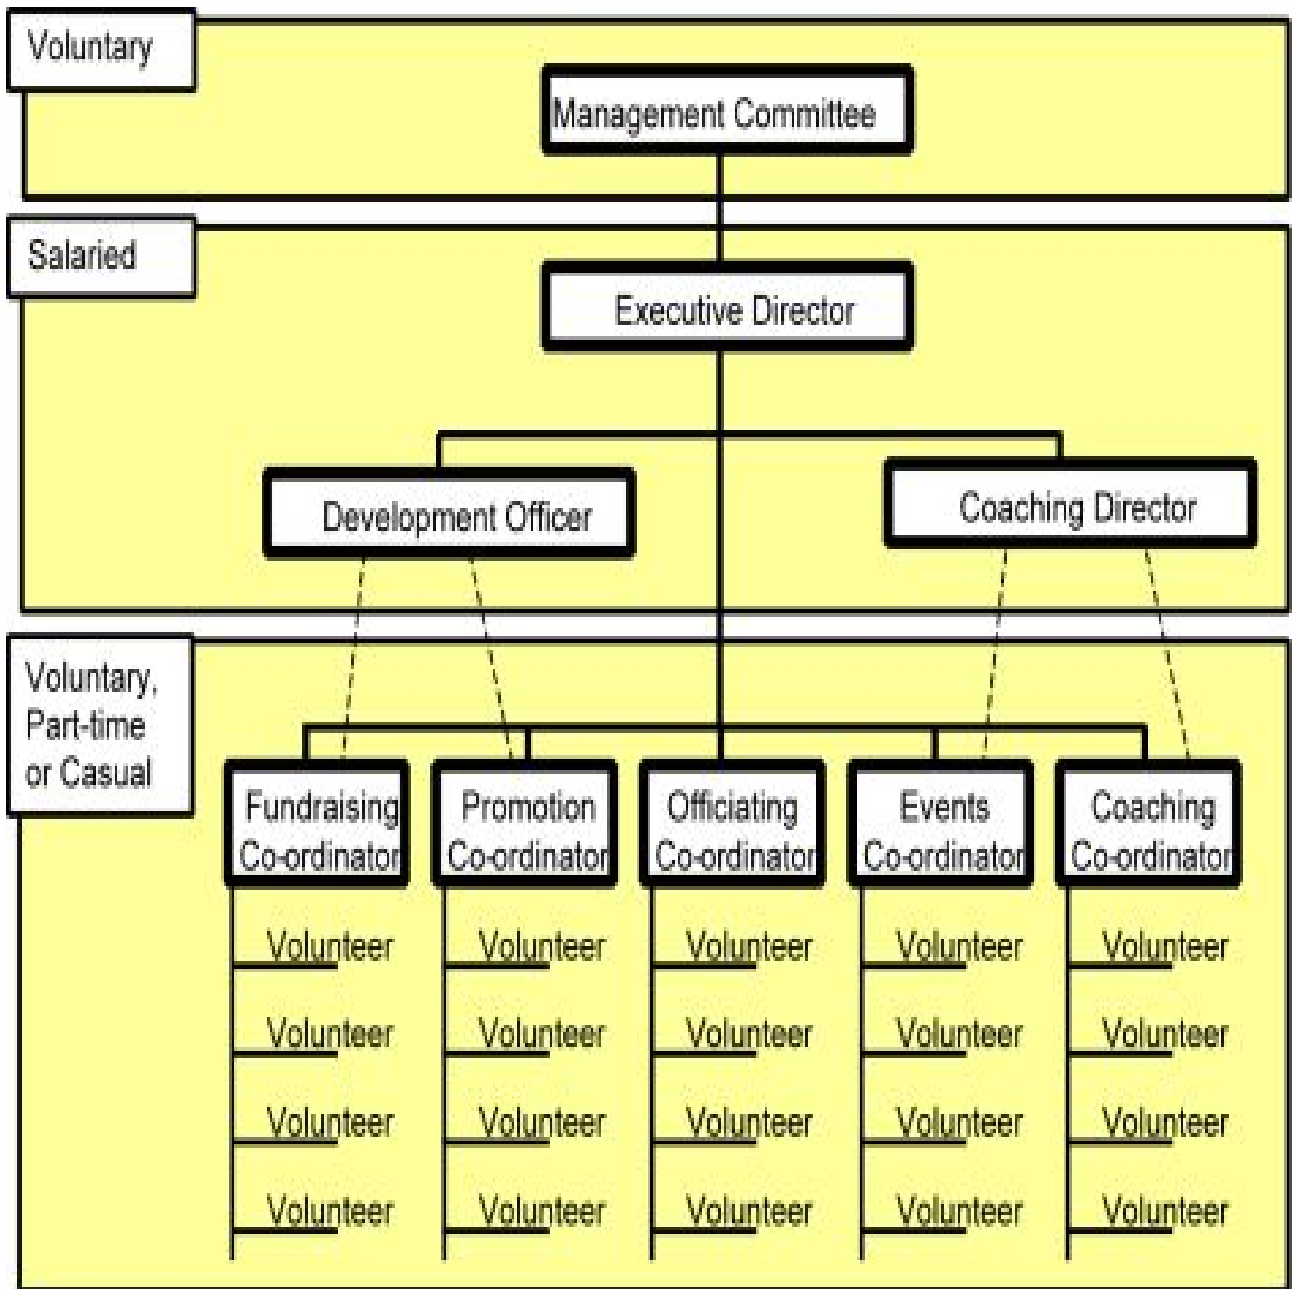 Voluntary
Management Committee
Salaried
Executive Director
Development Officer
Coaching Director
Voluntary,
Part-time
or Casual
Fundraising
Co-ordinator
Promotion
Co-ordinator
Officiating
Co-ordinator
Events
Co-ordinator
Coaching
Co-ordinator
Volunteer Volunteer Volunteer Volunteer Volunteer
Volunteer Volunteer Volunteer Volunteer Volunteer
Volunteer Volunteer Volunteer Volunteer Volunteer
Volunteer Volunteer Volunteer Volunteer Volunteer